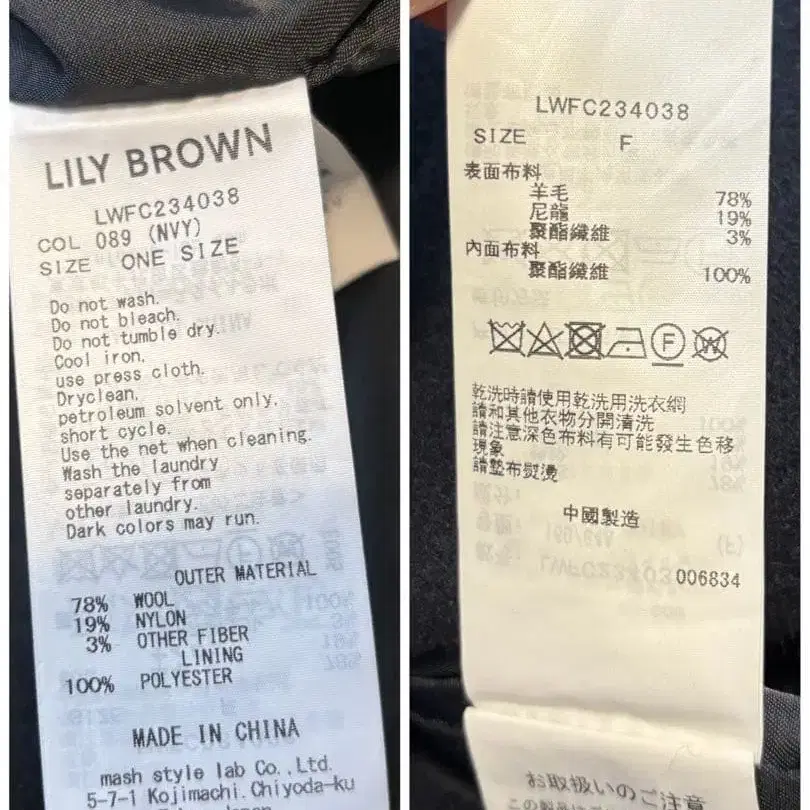 LILY BROWN
LWFC234038
COL 089 (NVY)
SIZE ONE SIZE
Do not wash.
Do not bleach.
Do not tumble dry.
Cool iron.
use press cloth.
Dryclean,
petroleum solvent only,
short cycle.
Use the net when cleaning.
Wash the laundry
separately from
other laundry.
Dark colors may run.
OUTER MATERIAL
78% WOOL
19% NYLON
3% OTHER FIBER
LINING
100% POLYESTER
MADE IN CHINA
mash style lab Co.,Ltd.
5-7-1 Kojimachi.Chiyoda-ku
LWFC234038
SIZE F
表面布料
羊毛 78%
尼龍 19%
聚酯纖維 3%
內面布料
聚酯纖維 100%
F
W
乾洗時請使用乾洗用洗衣網
請和其他衣物分開清洗
請注意深色布料有可能發生色移
現象
請墊布熨燙
中國製造
006834
お取扱いのご注意